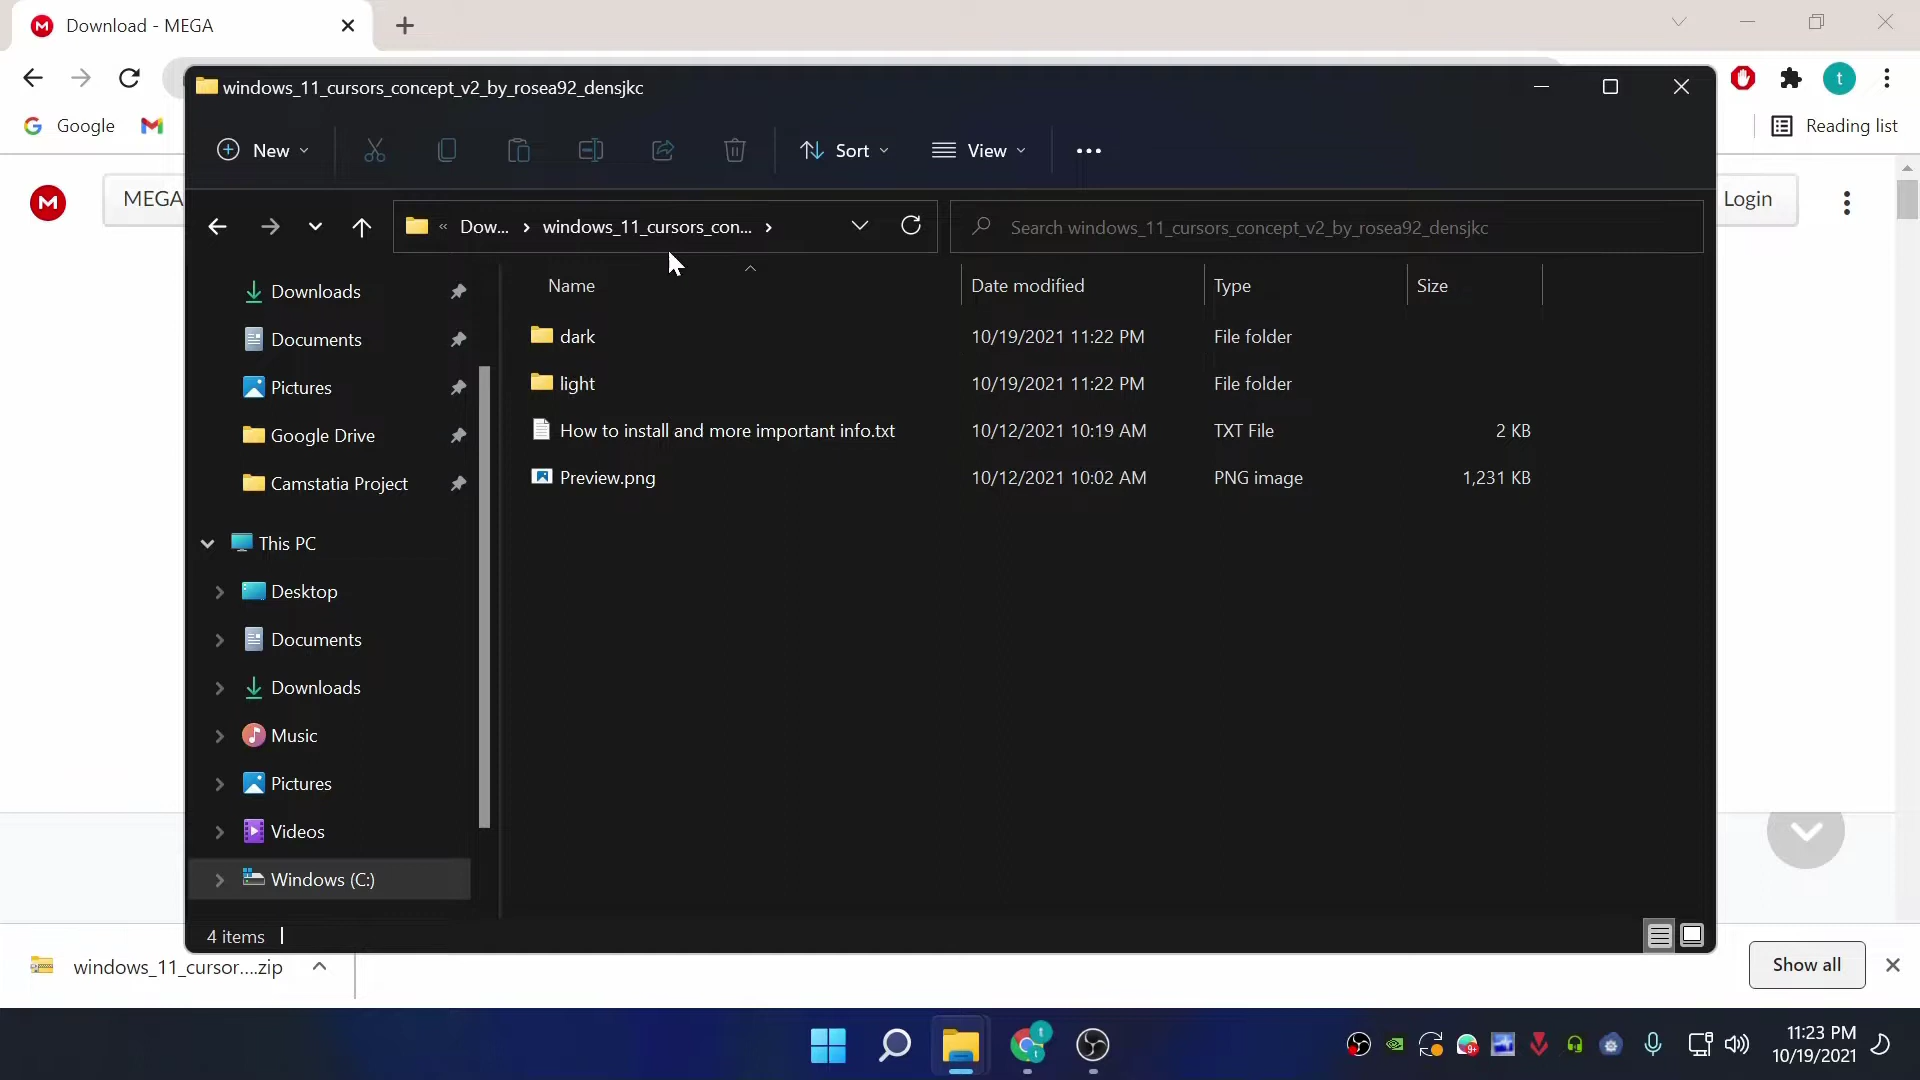 Download - MEGA
Google
Reading list
windows_11_cursors_concept_v2_by_rosea92_densjkc
New
Sort
View
MEGA
Login
« Dow... > windows_11_cursors_con... >
Search windows_11_cursors_concept_v2_by_rosea92_densjkc
Name Date modified Type Size
Downloads
Documents
Pictures
Google Drive
Camstatia Project
This PC
Desktop
Documents
Downloads
Music
Pictures
Videos
Windows (C:)
dark 10/19/2021 11:22 PM File folder
light 10/19/2021 11:22 PM File folder
How to install and more important info.txt 10/12/2021 10:19 AM TXT File 2 KB
Preview.png 10/12/2021 10:02 AM PNG image 1,231 KB
4 items
windows_11_cursor....zip
Show all
11:23 PM
10/19/2021